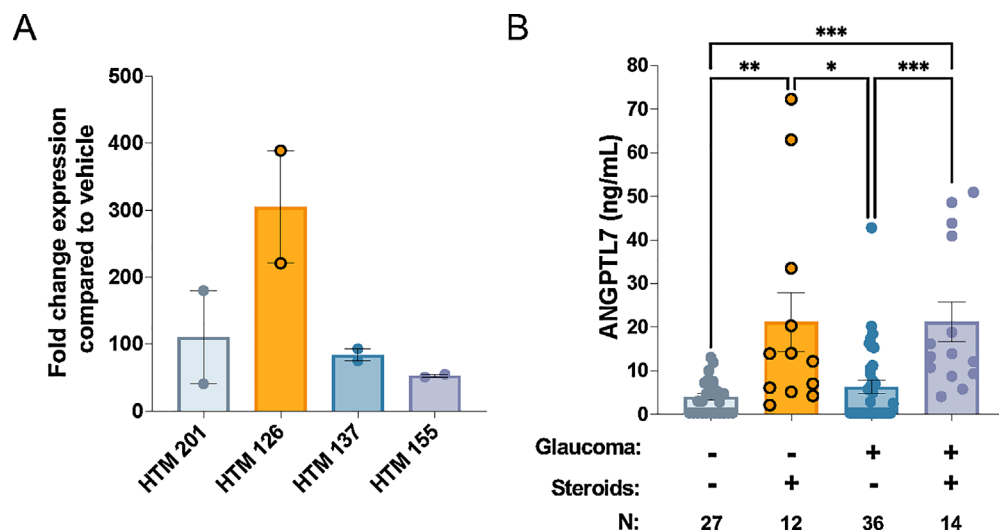 A
Fold change expression
compared to vehicle
500
400
300
200
100
0
HTM 201
HTM 126
HTM 137
HTM 155
B
ANGPTL7 (ng/mL)
80
70
60
50
40
30
20
10
0
***
** * ***
Glaucoma: - - + +
Steroids: - + - +
N: 27 12 36 14